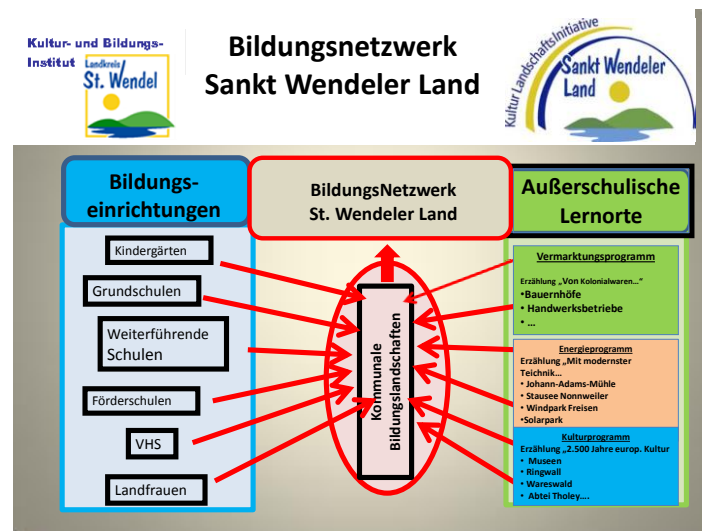 Kultur- und Bildungs-
Institut
Landkreis
St. Wendel
Bildungsnetzwerk
Sankt Wendeler Land
Kultur LandschaftsInitiative
Sankt Wendeler
Land
Bildungs-
einrichtungen
BildungsNetzwerk
St. Wendeler Land
Außerschulische
Lernorte
Kindergärten
Grundschulen
Weiterführende
Schulen
Förderschulen
VHS
Landfrauen
Kommunale
Bildungslandschaften
Vermarktungsprogramm
Erzählung „Von Kolonialwaren…“
•Bauernhöfe
• Handwerksbetriebe
• …
Energieprogramm
Erzählung „Mit modernster
Teichnik…
• Johann-Adams-Mühle
• Stausee Nonnweiler
• Windpark Freisen
•Solarpark
Kulturprogramm
Erzählung „2.500 Jahre europ. Kultur
• Museen
• Ringwall
• Wareswald
• Abtei Tholey….